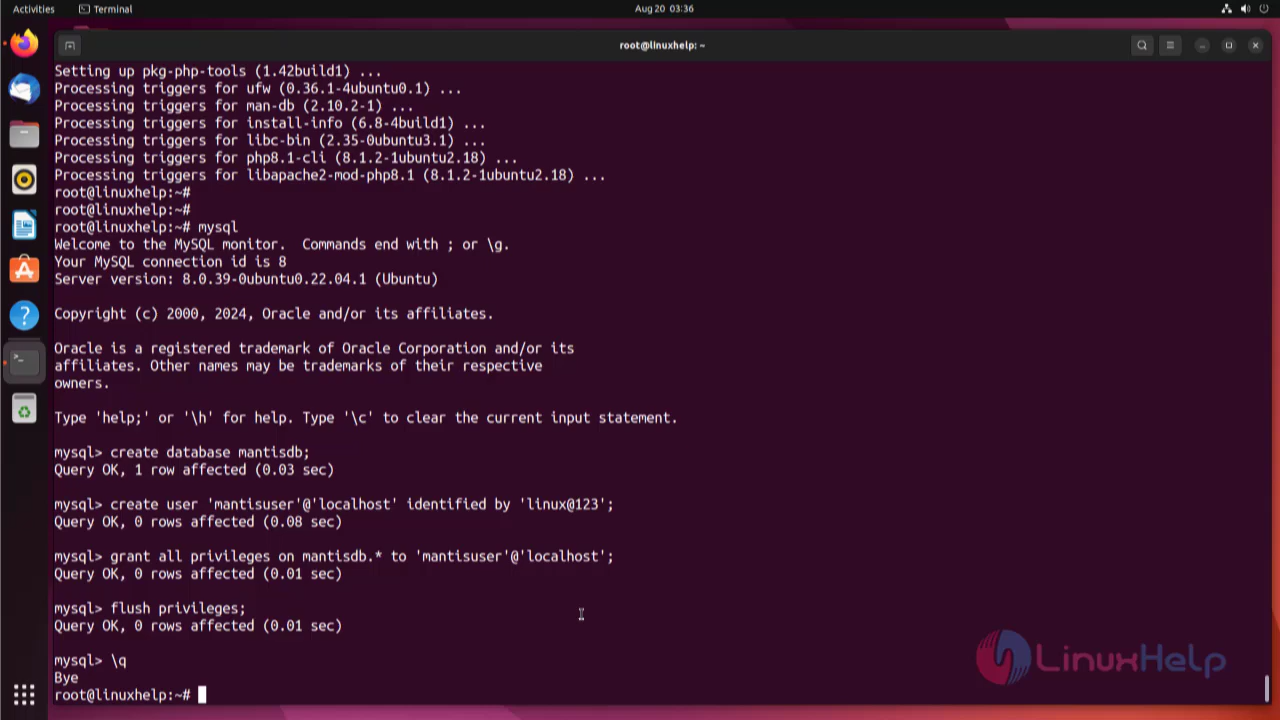 Activities
Terminal
Aug 20 03:36
root@linuxhelp: ~
Setting up pkg-php-tools (1.42build1) ...
Processing triggers for ufw (0.36.1-4ubuntu0.1) ...
Processing triggers for man-db (2.10.2-1) ...
Processing triggers for install-info (6.8-4build1) ...
Processing triggers for libc-bin (2.35-0ubuntu3.1) ...
Processing triggers for php8.1-cli (8.1.2-1ubuntu2.18) ...
Processing triggers for libapache2-mod-php8.1 (8.1.2-1ubuntu2.18) ...
root@linuxhelp:~#
root@linuxhelp:~#
root@linuxhelp:~# mysql
Welcome to the MySQL monitor.  Commands end with ; or \g.
Your MySQL connection id is 8
Server version: 8.0.39-0ubuntu0.22.04.1 (Ubuntu)
Copyright (c) 2000, 2024, Oracle and/or its affiliates.
Oracle is a registered trademark of Oracle Corporation and/or its
affiliates. Other names may be trademarks of their respective
owners.
Type 'help;' or '\h' for help. Type '\c' to clear the current input statement.
mysql> create database mantisdb;
Query OK, 1 row affected (0.03 sec)
mysql> create user 'mantisuser'@'localhost' identified by 'linux@123';
Query OK, 0 rows affected (0.08 sec)
mysql> grant all privileges on mantisdb.* to 'mantisuser'@'localhost';
Query OK, 0 rows affected (0.01 sec)
mysql> flush privileges;
Query OK, 0 rows affected (0.01 sec)
mysql> \q
Bye
root@linuxhelp:~#
LinuxHelp